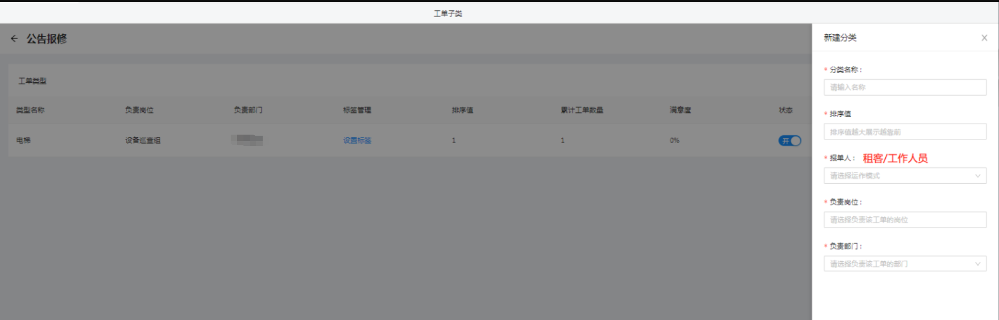 工单子类
公告报修
工单类型
类型名称 负责岗位 负责部门 标签管理 排序值 累计工单数量 满意度 状态
电梯 设备巡查组 设置标签 1 1 0% 开
新建分类
* 分类名称：
请输入名称
* 排序值
排序值越大展示越靠前
* 报单人： 租客/工作人员
请选择运作模式
* 负责岗位：
请选择负责该工单的岗位
* 负责部门：
请选择负责该工单的部门